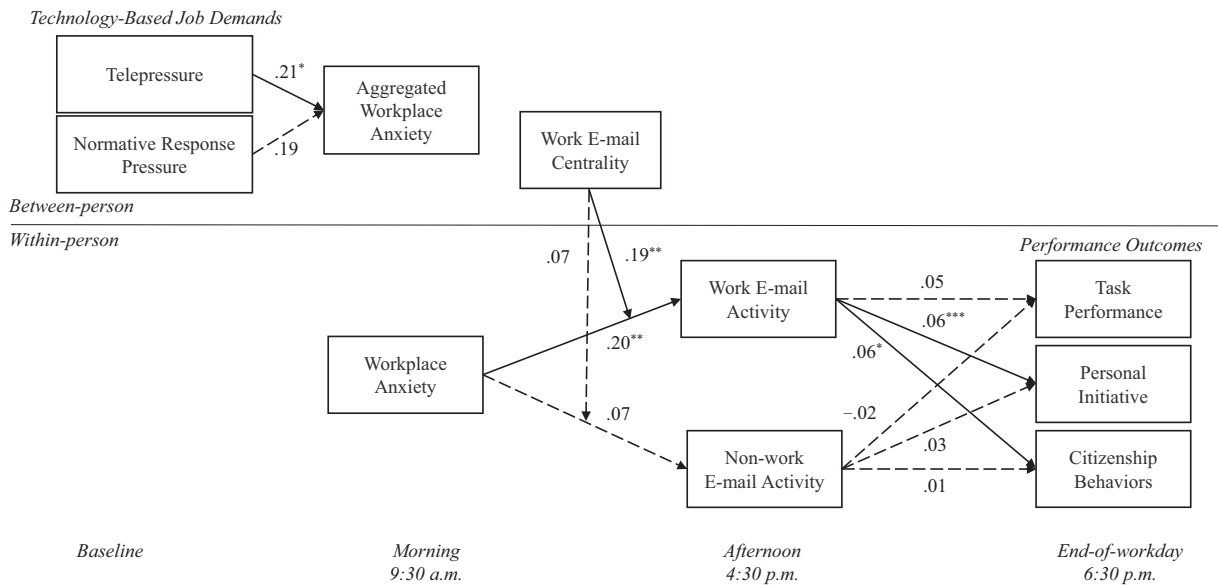 Technology-Based Job Demands
Telepressure
.21*
Aggregated
Workplace
Anxiety
Normative Response
Pressure
.19
Work E-mail
Centrality
Between-person
Within-person
Performance Outcomes
.07
.19**
Work E-mail
Activity
.05
Task
Performance
.06***
.20**
.06*
Workplace
Anxiety
Personal
Initiative
.07
−.02
Non-work
E-mail Activity
.03
.01
Citizenship
Behaviors
Baseline
Morning
9:30 a.m.
Afternoon
4:30 p.m.
End-of-workday
6:30 p.m.